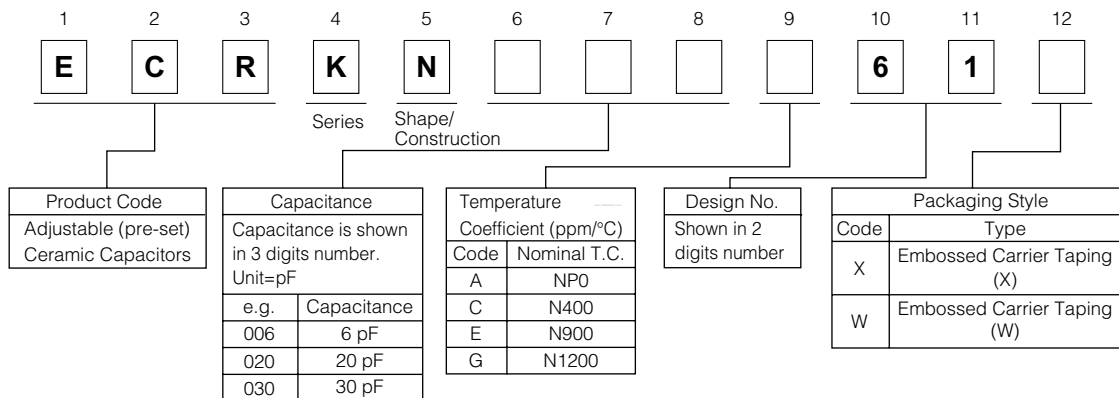 1 2 3 4 5 6 7 8 9 10 11 12
E C R K N 6 1
Series
Shape/
Construction
Product Code
Adjustable (pre-set)
Ceramic Capacitors
Capacitance
Capacitance is shown
in 3 digits number.
Unit=pF
e.g. Capacitance
006 6 pF
020 20 pF
030 30 pF
Temperature
Coefficient (ppm/°C)
Code Nominal T.C.
A NP0
C N400
E N900
G N1200
Design No.
Shown in 2
digits number
Packaging Style
Code Type
X Embossed Carrier Taping
(X)
W Embossed Carrier Taping
(W)